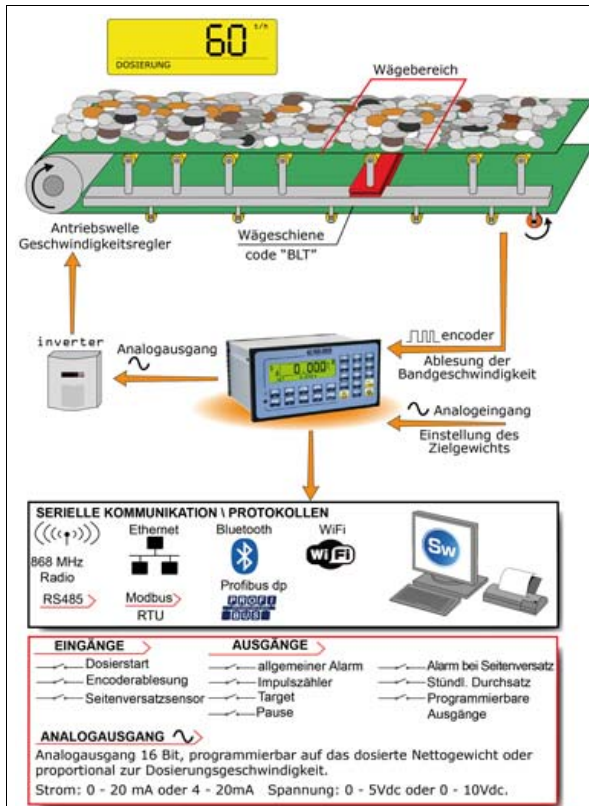 60 t/h
DOSIERUNG
Wägebereich
Antriebswelle
Geschwindigkeitsregler
Wägeschiene
code "BLT"
inverter
Analogausgang
encoder
Ablesung der
Bandgeschwindigkeit
0.000
Analogeingang
Einstellung des
Zielgewichts
SERIELLE KOMMUNIKATION \ PROTOKOLLEN
Ethernet
Bluetooth
WiFi
WiFi
Sw
868 MHz
Radio
RS485
Modbus
RTU
Profibus dp
PROFI
BUS
EINGÄNGE
Dosierstart
Encoderablesung
Seitenversatzsensor
AUSGÄNGE
allgemeiner Alarm
Impulszähler
Target
Pause
Alarm bei Seitenversatz
Stündl. Durchsatz
Programmierbare
Ausgänge
ANALOGAUSGANG
Analogausgang 16 Bit, programmierbar auf das dosierte Nettogewicht oder
proportional zur Dosierungsgeschwindigkeit.
Strom: 0 - 20 mA oder 4 - 20mA Spannung: 0 - 5Vdc oder 0 - 10Vdc.